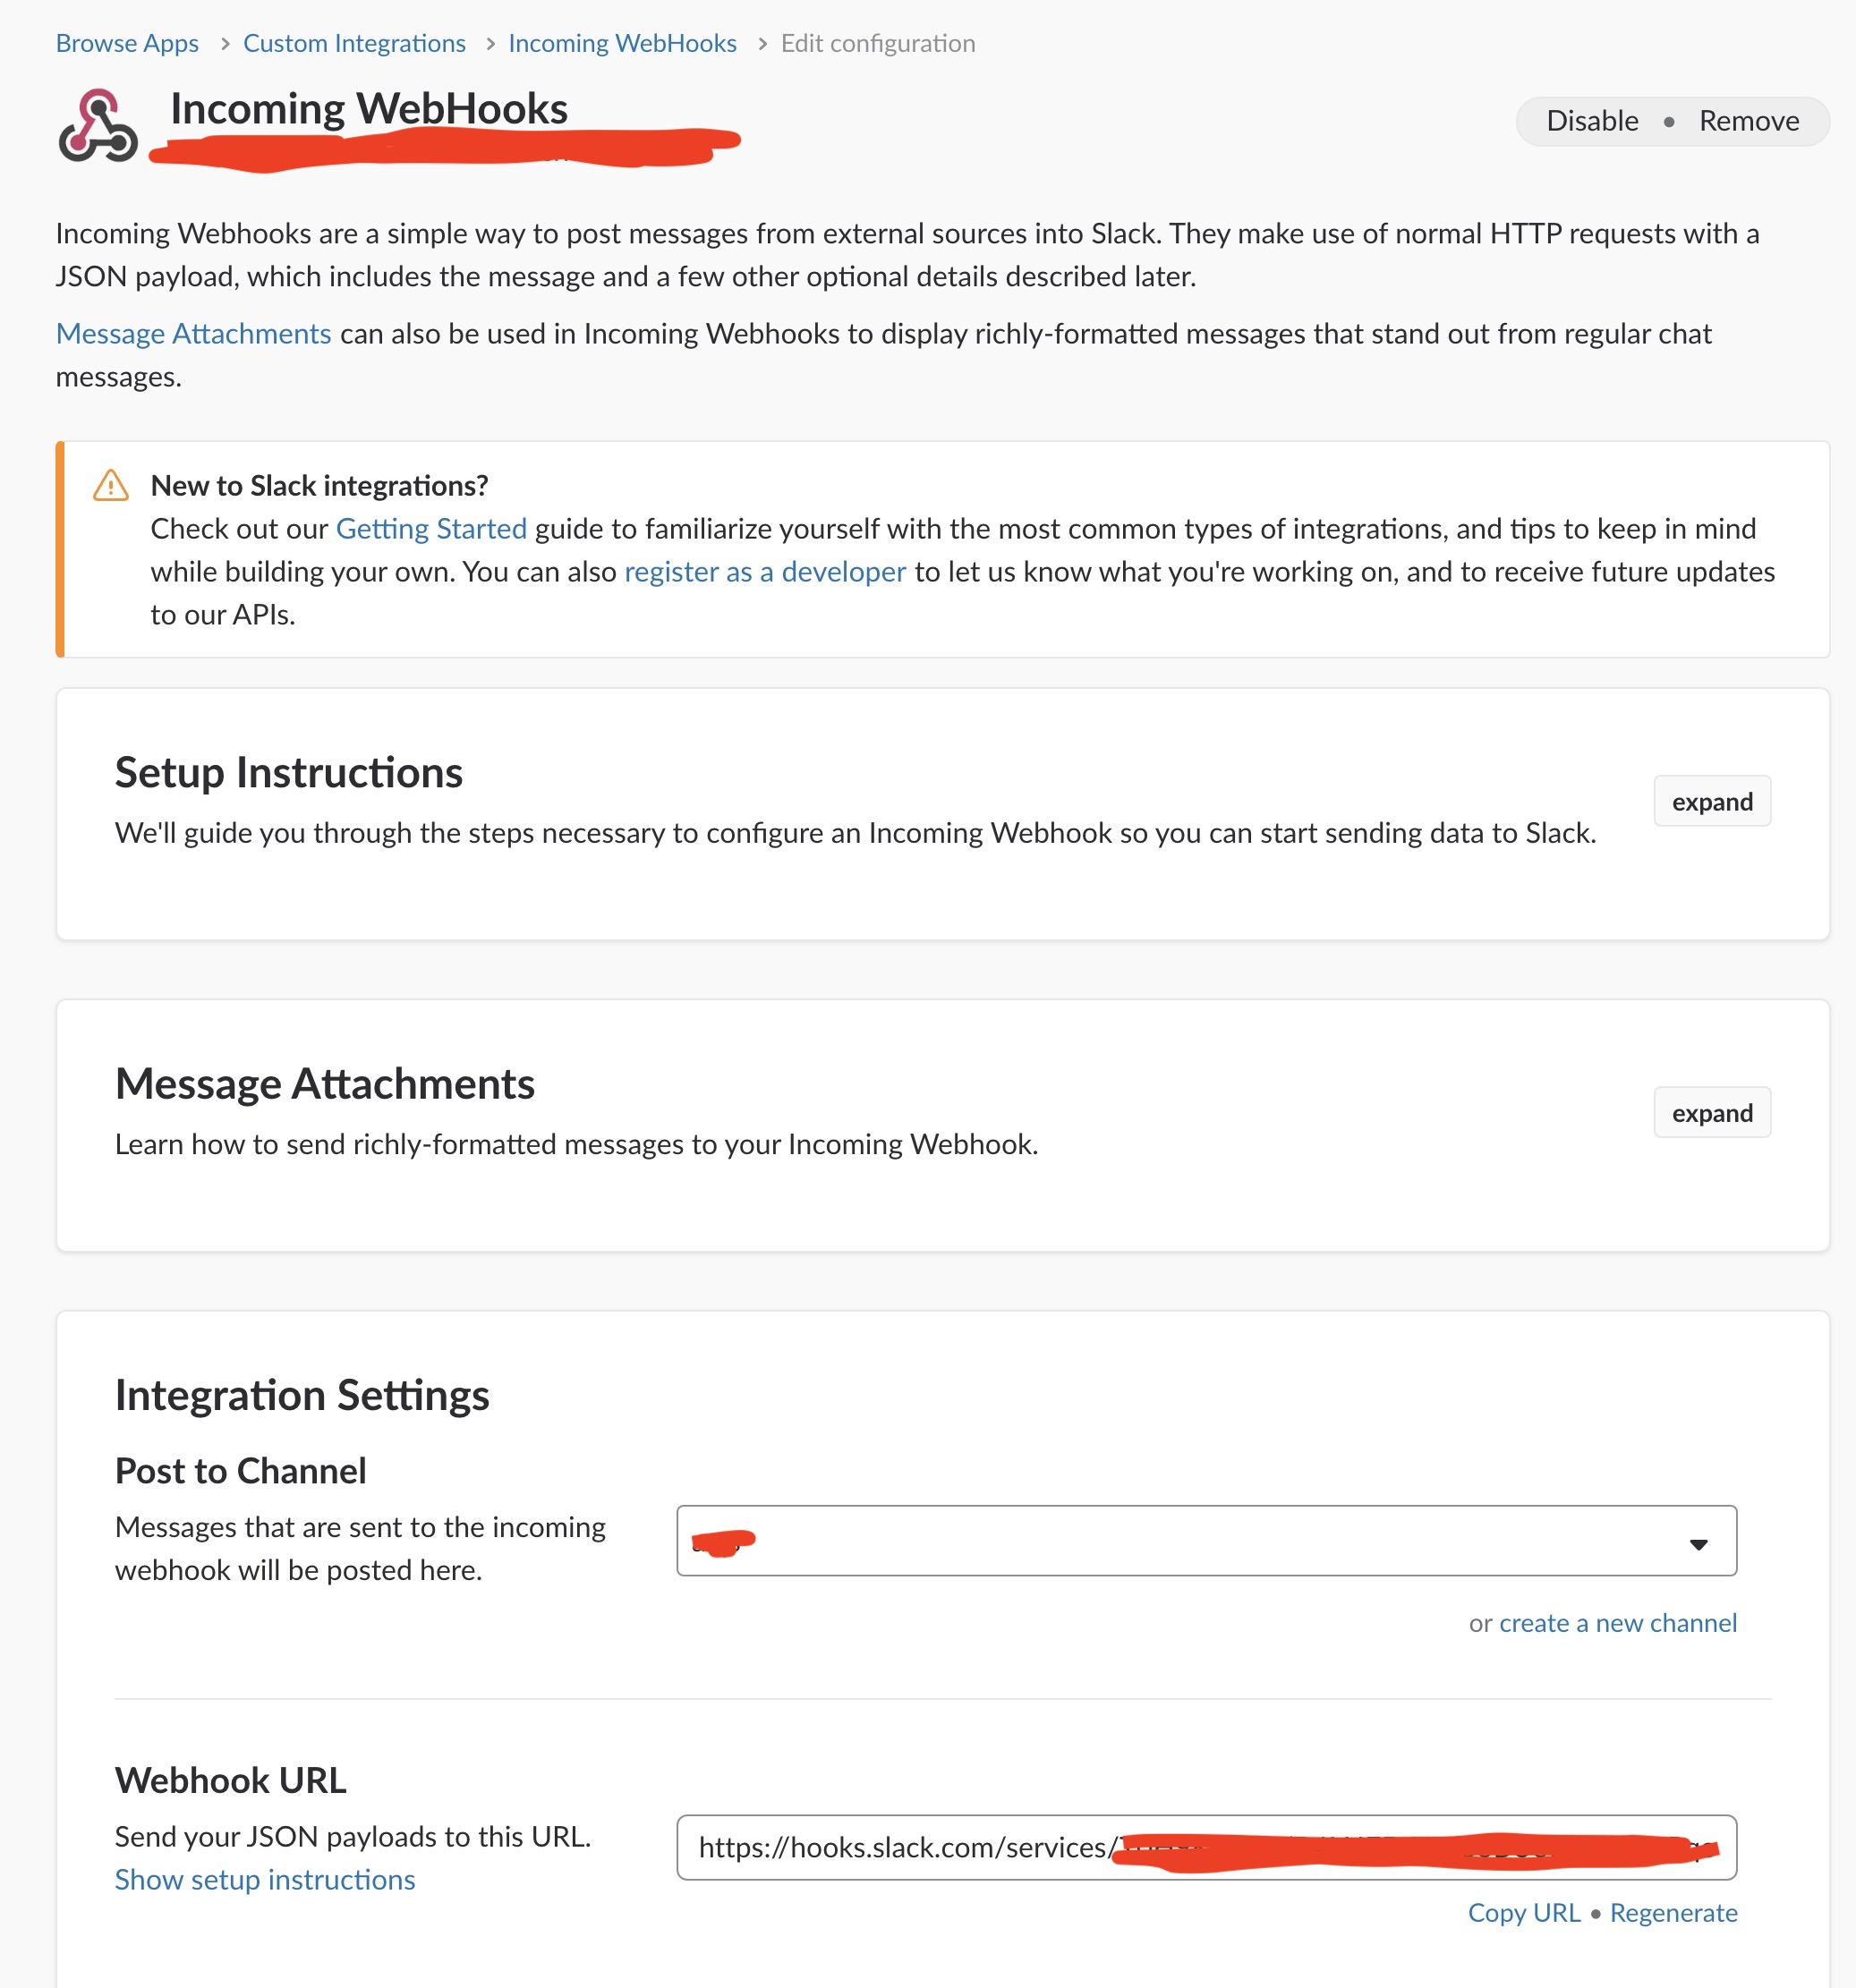 Browse Apps > Custom Integrations > Incoming WebHooks > Edit configuration
Incoming WebHooks
Disable • Remove
Incoming Webhooks are a simple way to post messages from external sources into Slack. They make use of normal HTTP requests with a
JSON payload, which includes the message and a few other optional details described later.
Message Attachments can also be used in Incoming Webhooks to display richly-formatted messages that stand out from regular chat
messages.
New to Slack integrations?
Check out our Getting Started guide to familiarize yourself with the most common types of integrations, and tips to keep in mind
while building your own. You can also register as a developer to let us know what you're working on, and to receive future updates
to our APIs.
Setup Instructions
We'll guide you through the steps necessary to configure an Incoming Webhook so you can start sending data to Slack.
expand
Message Attachments
Learn how to send richly-formatted messages to your Incoming Webhook.
expand
Integration Settings
Post to Channel
Messages that are sent to the incoming
webhook will be posted here.
or create a new channel
Webhook URL
Send your JSON payloads to this URL.
Show setup instructions
https://hooks.slack.com/services/
Copy URL • Regenerate